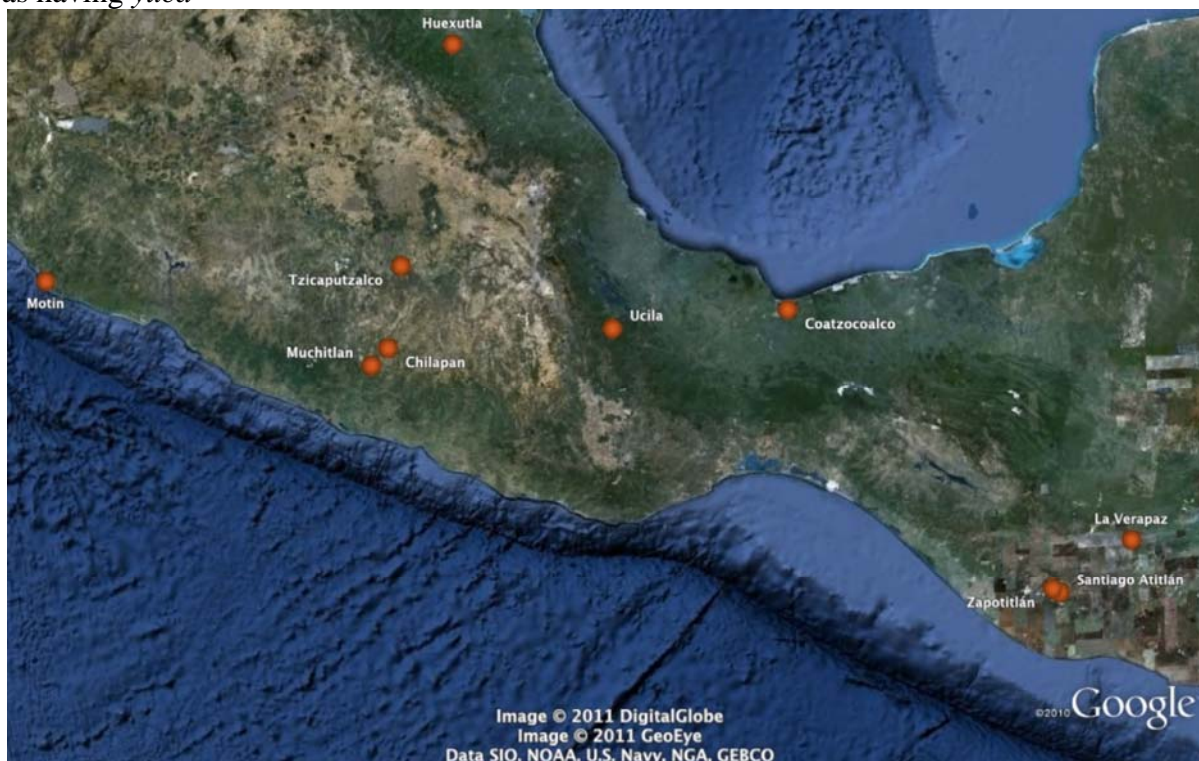 as having
Huexutla
Tzicaputzalco
Motin
Ucila
Coatzocoalco
Muchitlan
Chilapan
La Verapaz
Santiago Atitlán
Zapotitlán
©2010 Google
Image © 2011 DigitalGlobe
Image © 2011 GeoEye
Data SIO, NOAA, U.S. Navy, NGA, GEBCO